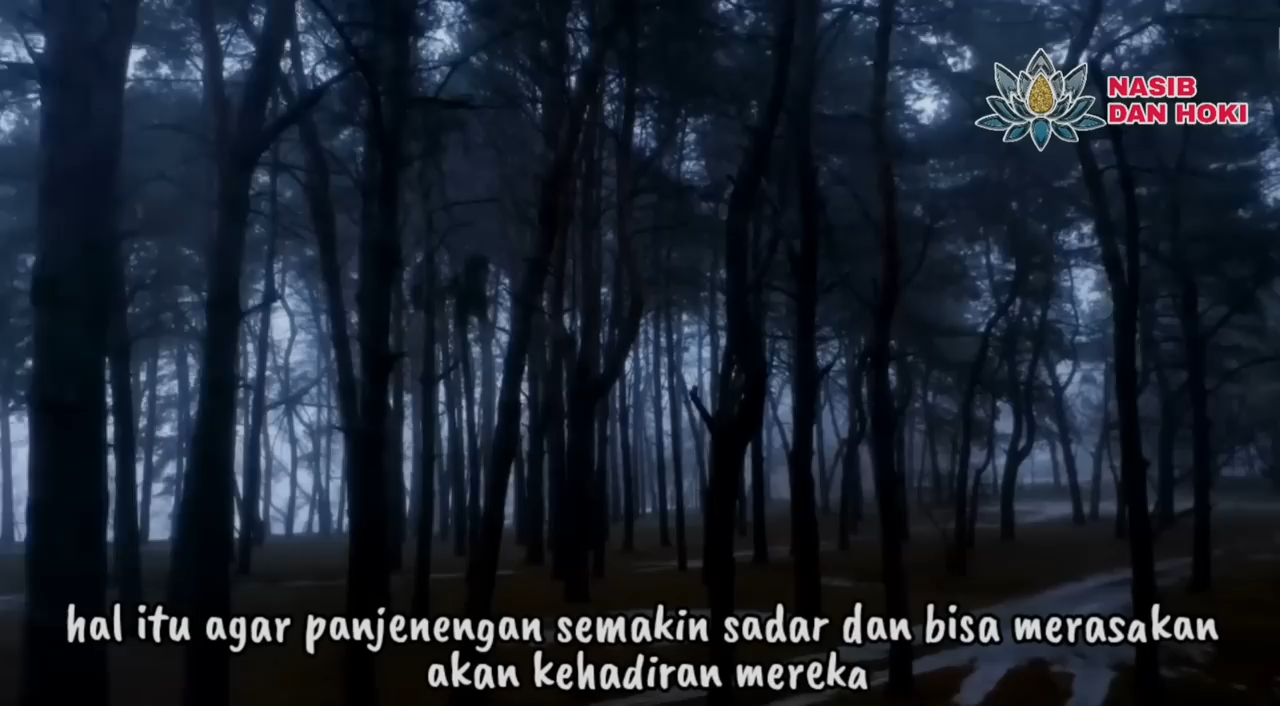 NASIB
DAN HOKI
hal itu agar panjenengan semakin sadar dan bisa merasakan
akan kehadiran mereka